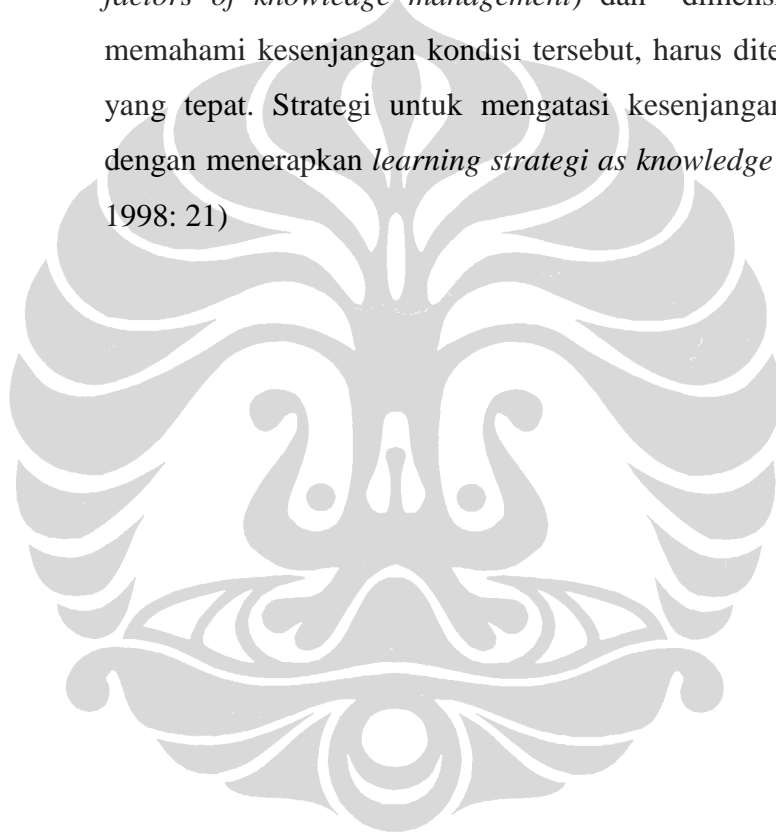 factors of knowledge management) dan dimensi
memahami kesenjangan kondisi tersebut, harus dite
yang tepat. Strategi untuk mengatasi kesenjangan
dengan menerapkan learning strategi as knowledge
1998: 21)